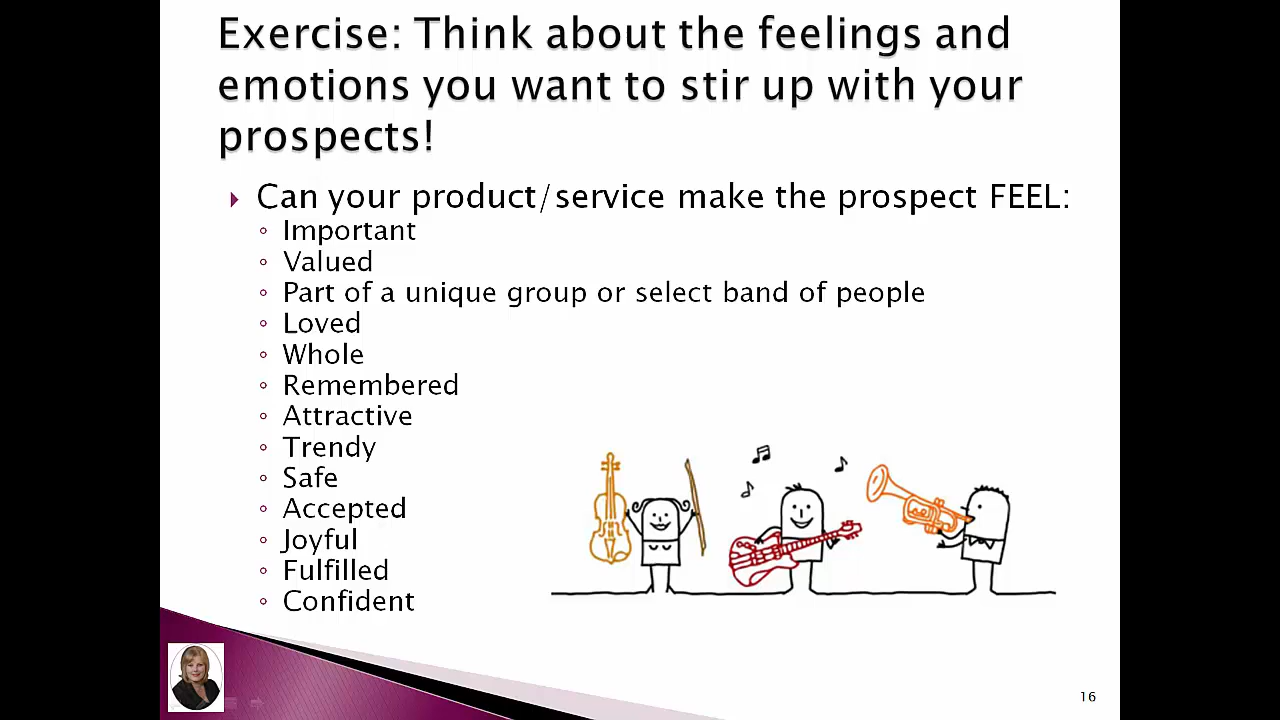 Exercise: Think about the feelings and
emotions you want to stir up with your
prospects!
Can your product/service make the prospect FEEL:
Important
Valued
Part of a unique group or select band of people
Loved
Whole
Remembered
Attractive
Trendy
Safe
Accepted
Joyful
Fulfilled
Confident
16